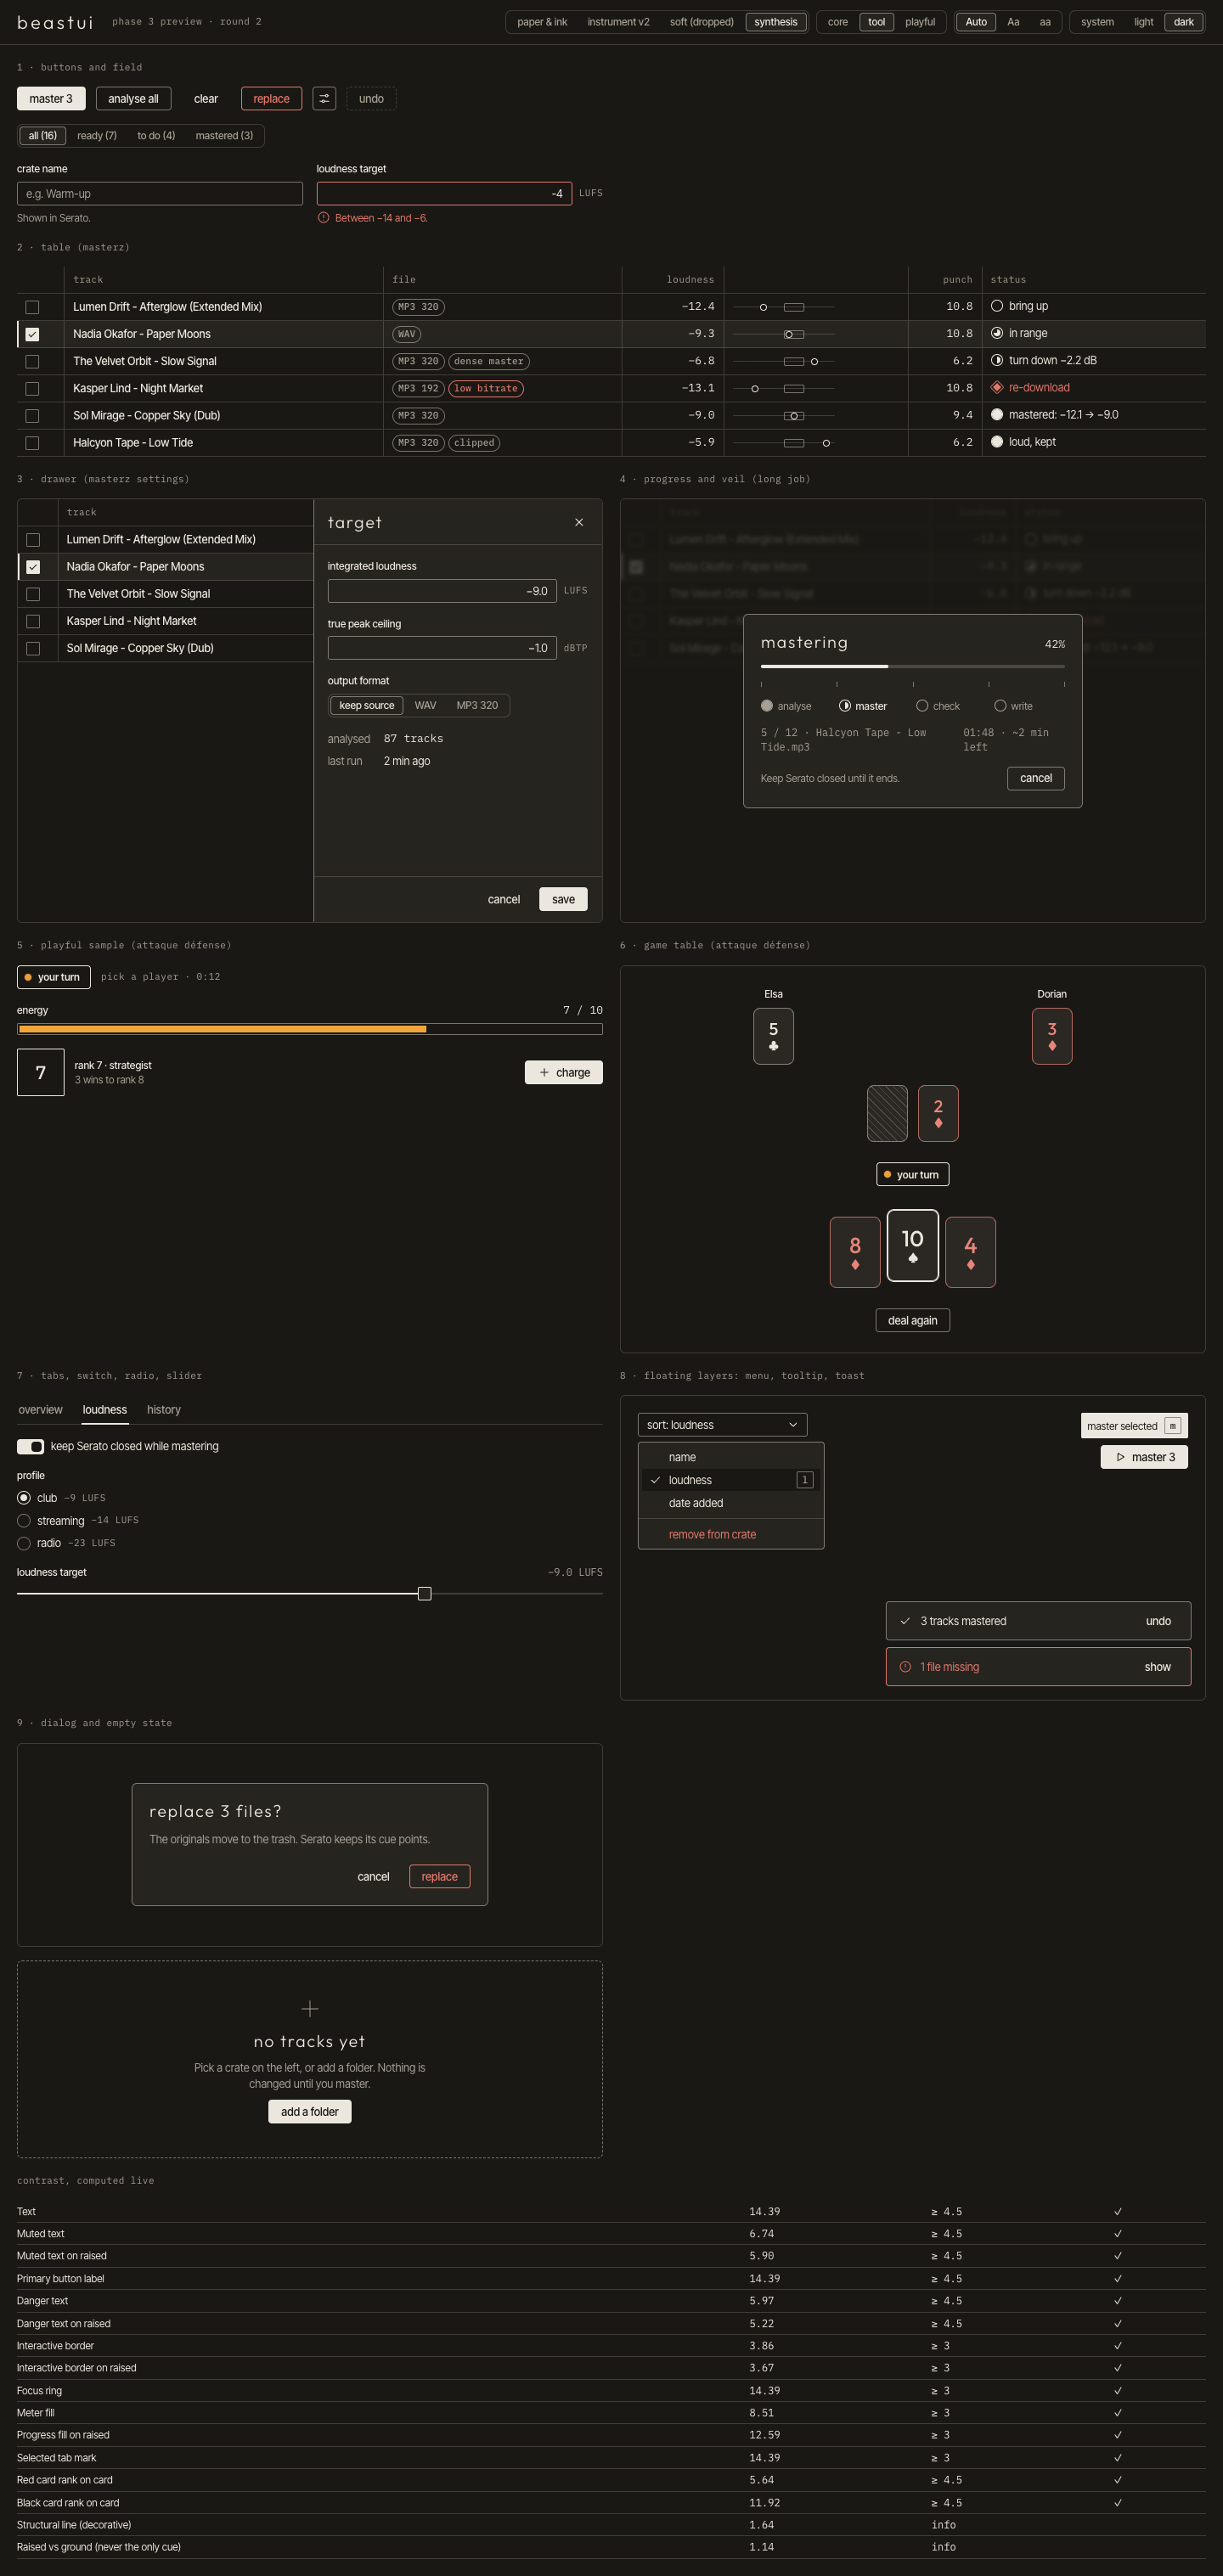 beastui
phase 3 preview · round 2
paper & ink instrument v2 soft (dropped) synthesis
core tool playful
Auto Aa aa
system light dark
1 · buttons and field
master 3 analyse all clear replace undo
all (16) ready (7) to do (4) mastered (3)
crate name
e.g. Warm-up
Shown in Serato.
loudness target
-4 LUFS
Between −14 and −6.
2 · table (masterz)
track file loudness punch status
Lumen Drift - Afterglow (Extended Mix) MP3 320 −12.4 10.8 bring up
Nadia Okafor - Paper Moons WAV −9.3 10.8 in range
The Velvet Orbit - Slow Signal MP3 320 dense master −6.8 6.2 turn down −2.2 dB
Kasper Lind - Night Market MP3 192 low bitrate −13.1 10.8 re-download
Sol Mirage - Copper Sky (Dub) MP3 320 −9.0 9.4 mastered: −12.1 → −9.0
Halcyon Tape - Low Tide MP3 320 clipped −5.9 6.2 loud, kept
3 · drawer (masterz settings)
track
Lumen Drift - Afterglow (Extended Mix)
Nadia Okafor - Paper Moons
The Velvet Orbit - Slow Signal
Kasper Lind - Night Market
Sol Mirage - Copper Sky (Dub)
target
integrated loudness
−9.0 LUFS
true peak ceiling
−1.0 dBTP
output format
keep source WAV MP3 320
analysed 87 tracks
last run 2 min ago
cancel save
4 · progress and veil (long job)
mastering 42%
analyse master check write
5 / 12 · Halcyon Tape - Low
Tide.mp3
01:48 · ~2 min
left
Keep Serato closed until it ends.
cancel
5 · playful sample (attaque défense)
your turn pick a player · 0:12
energy 7 / 10
7
rank 7 · strategist
3 wins to rank 8
charge
6 · game table (attaque défense)
Elsa Dorian
5 3
2
your turn
8 10 4
deal again
7 · tabs, switch, radio, slider
overview loudness history
keep Serato closed while mastering
profile
club −9 LUFS
streaming −14 LUFS
radio −23 LUFS
loudness target −9.0 LUFS
8 · floating layers: menu, tooltip, toast
sort: loudness
name
loudness 1
date added
remove from crate
master selected m
master 3
3 tracks mastered undo
1 file missing show
9 · dialog and empty state
replace 3 files?
The originals move to the trash. Serato keeps its cue points.
cancel replace
no tracks yet
Pick a crate on the left, or add a folder. Nothing is
changed until you master.
add a folder
contrast, computed live
Text 14.39 ≥ 4.5 ✓
Muted text 6.74 ≥ 4.5 ✓
Muted text on raised 5.90 ≥ 4.5 ✓
Primary button label 14.39 ≥ 4.5 ✓
Danger text 5.97 ≥ 4.5 ✓
Danger text on raised 5.22 ≥ 4.5 ✓
Interactive border 3.86 ≥ 3 ✓
Interactive border on raised 3.67 ≥ 3 ✓
Focus ring 14.39 ≥ 3 ✓
Meter fill 8.51 ≥ 3 ✓
Progress fill on raised 12.59 ≥ 3 ✓
Selected tab mark 14.39 ≥ 3 ✓
Red card rank on card 5.64 ≥ 4.5 ✓
Black card rank on card 11.92 ≥ 4.5 ✓
Structural line (decorative) 1.64 info
Raised vs ground (never the only cue) 1.14 info